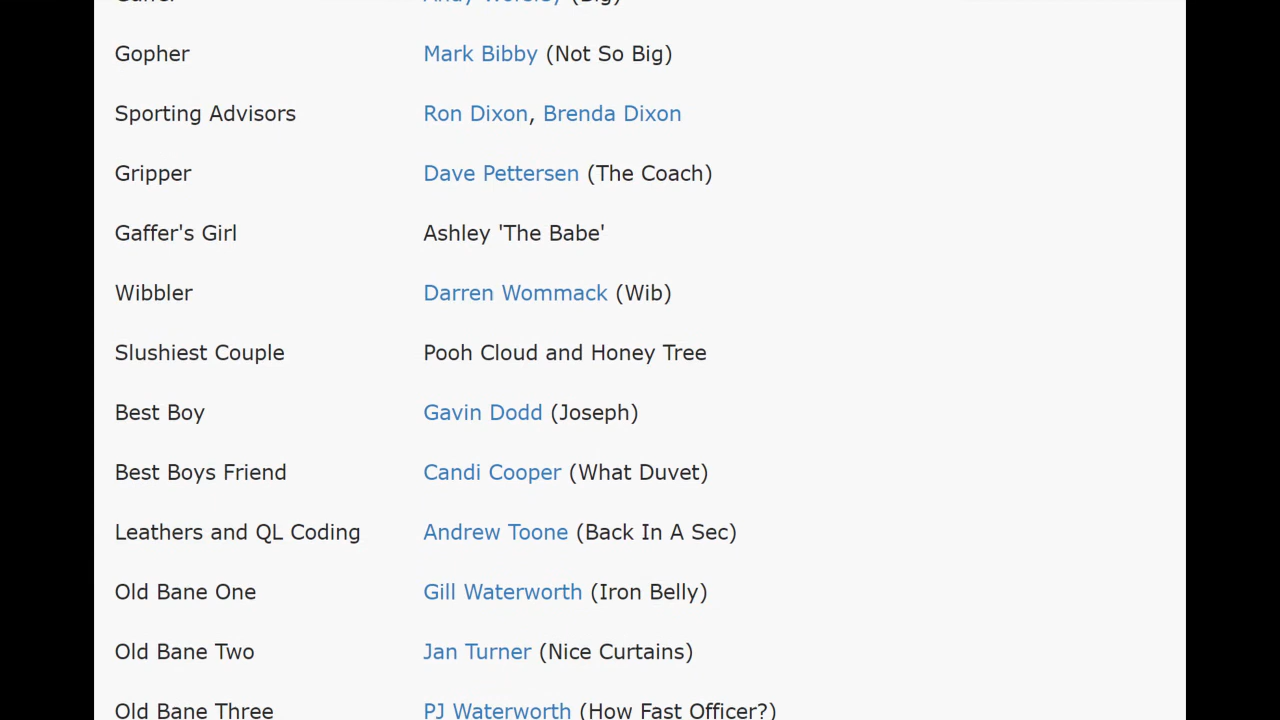 Gopher Mark Bibby (Not So Big)
Sporting Advisors Ron Dixon, Brenda Dixon
Gripper Dave Pettersen (The Coach)
Gaffer's Girl Ashley 'The Babe'
Wibbler Darren Wommack (Wib)
Slushiest Couple Pooh Cloud and Honey Tree
Best Boy Gavin Dodd (Joseph)
Best Boys Friend Candi Cooper (What Duvet)
Leathers and QL Coding Andrew Toone (Back In A Sec)
Old Bane One Gill Waterworth (Iron Belly)
Old Bane Two Jan Turner (Nice Curtains)
Old Bane Three PJ Waterworth (How Fast Officer?)